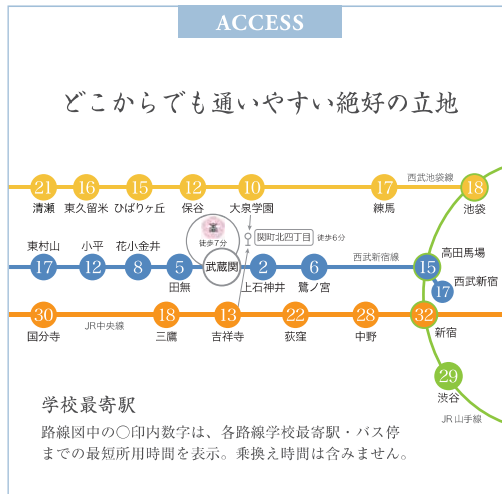 ACCESS
どこからでも通いやすい絶好の立地
西武池袋線
21 16 15 12 10 17 18
清瀬 東久留米 ひばりヶ丘 保谷 大泉学園 練馬 池袋
徒歩7分
関町北四丁目 徒歩6分
東村山 小平 花小金井 武蔵関 西武新宿線 高田馬場
17 12 8 5 2 6 15
田無 上石神井 鷺ノ宮
17 西武新宿
30 18 13 22 28 32
JR中央線
国分寺 三鷹 吉祥寺 荻窪 中野 新宿
29
渋谷
JR山手線
学校最寄駅
路線図中の○印内数字は、各路線学校最寄駅・バス停
までの最短所用時間を表示。乗換え時間は含みません。